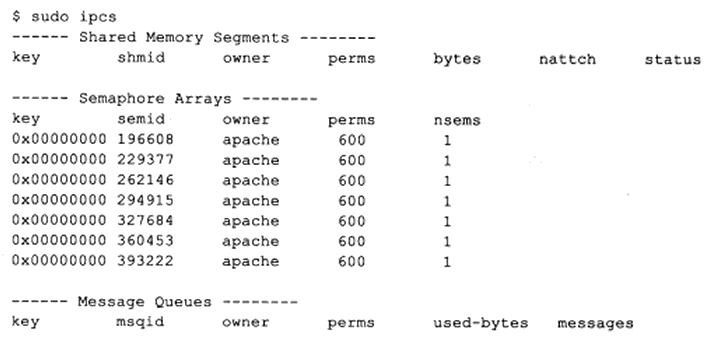 $ sudo ipcs
------ Shared Memory Segments --------
key shmid owner perms bytes nattch status
------ Semaphore Arrays --------
key semid owner perms nsems
0x00000000 196608 apache 600 1
0x00000000 229377 apache 600 1
0x00000000 262146 apache 600 1
0x00000000 294915 apache 600 1
0x00000000 327684 apache 600 1
0x00000000 360453 apache 600 1
0x00000000 393222 apache 600 1
------ Message Queues --------
key msqid owner perms used-bytes messages